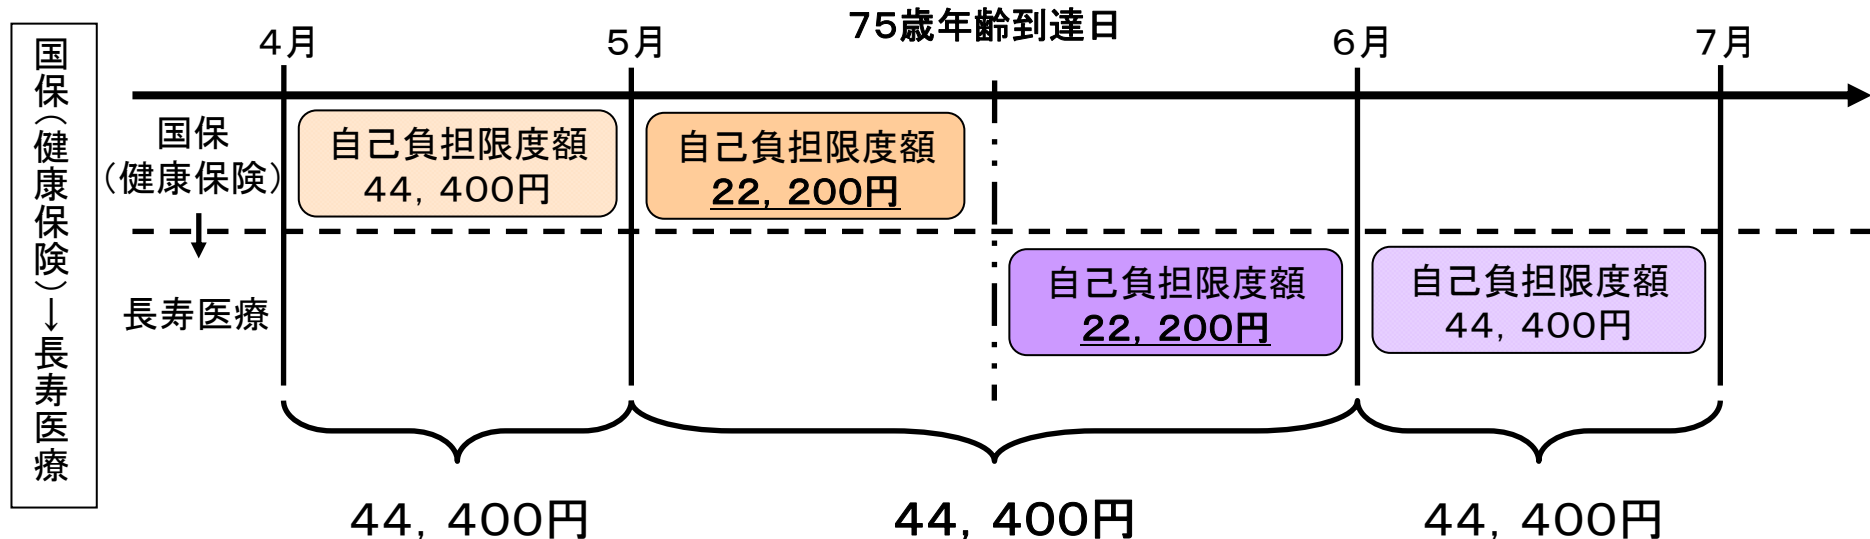 国保（健康保険）→長寿医療
75歳年齢到達日
4月
5月
6月
7月
国保
（健康保険）
長寿医療
自己負担限度額
44，400円
自己負担限度額
22，200円
自己負担限度額
22，200円
自己負担限度額
44，400円
44，400円
44，400円
44，400円